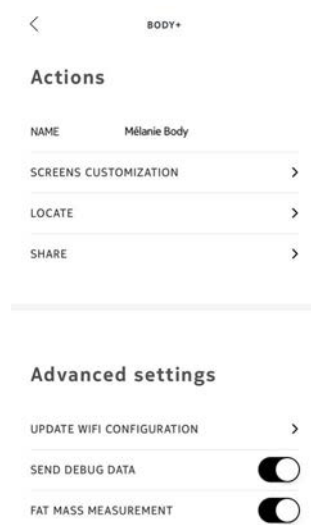 BODY+
Actions
NAME Mélanie Body
SCREENS CUSTOMIZATION
LOCATE
SHARE
Advanced settings
UPDATE WIFI CONFIGURATION
SEND DEBUG DATA
FAT MASS MEASUREMENT